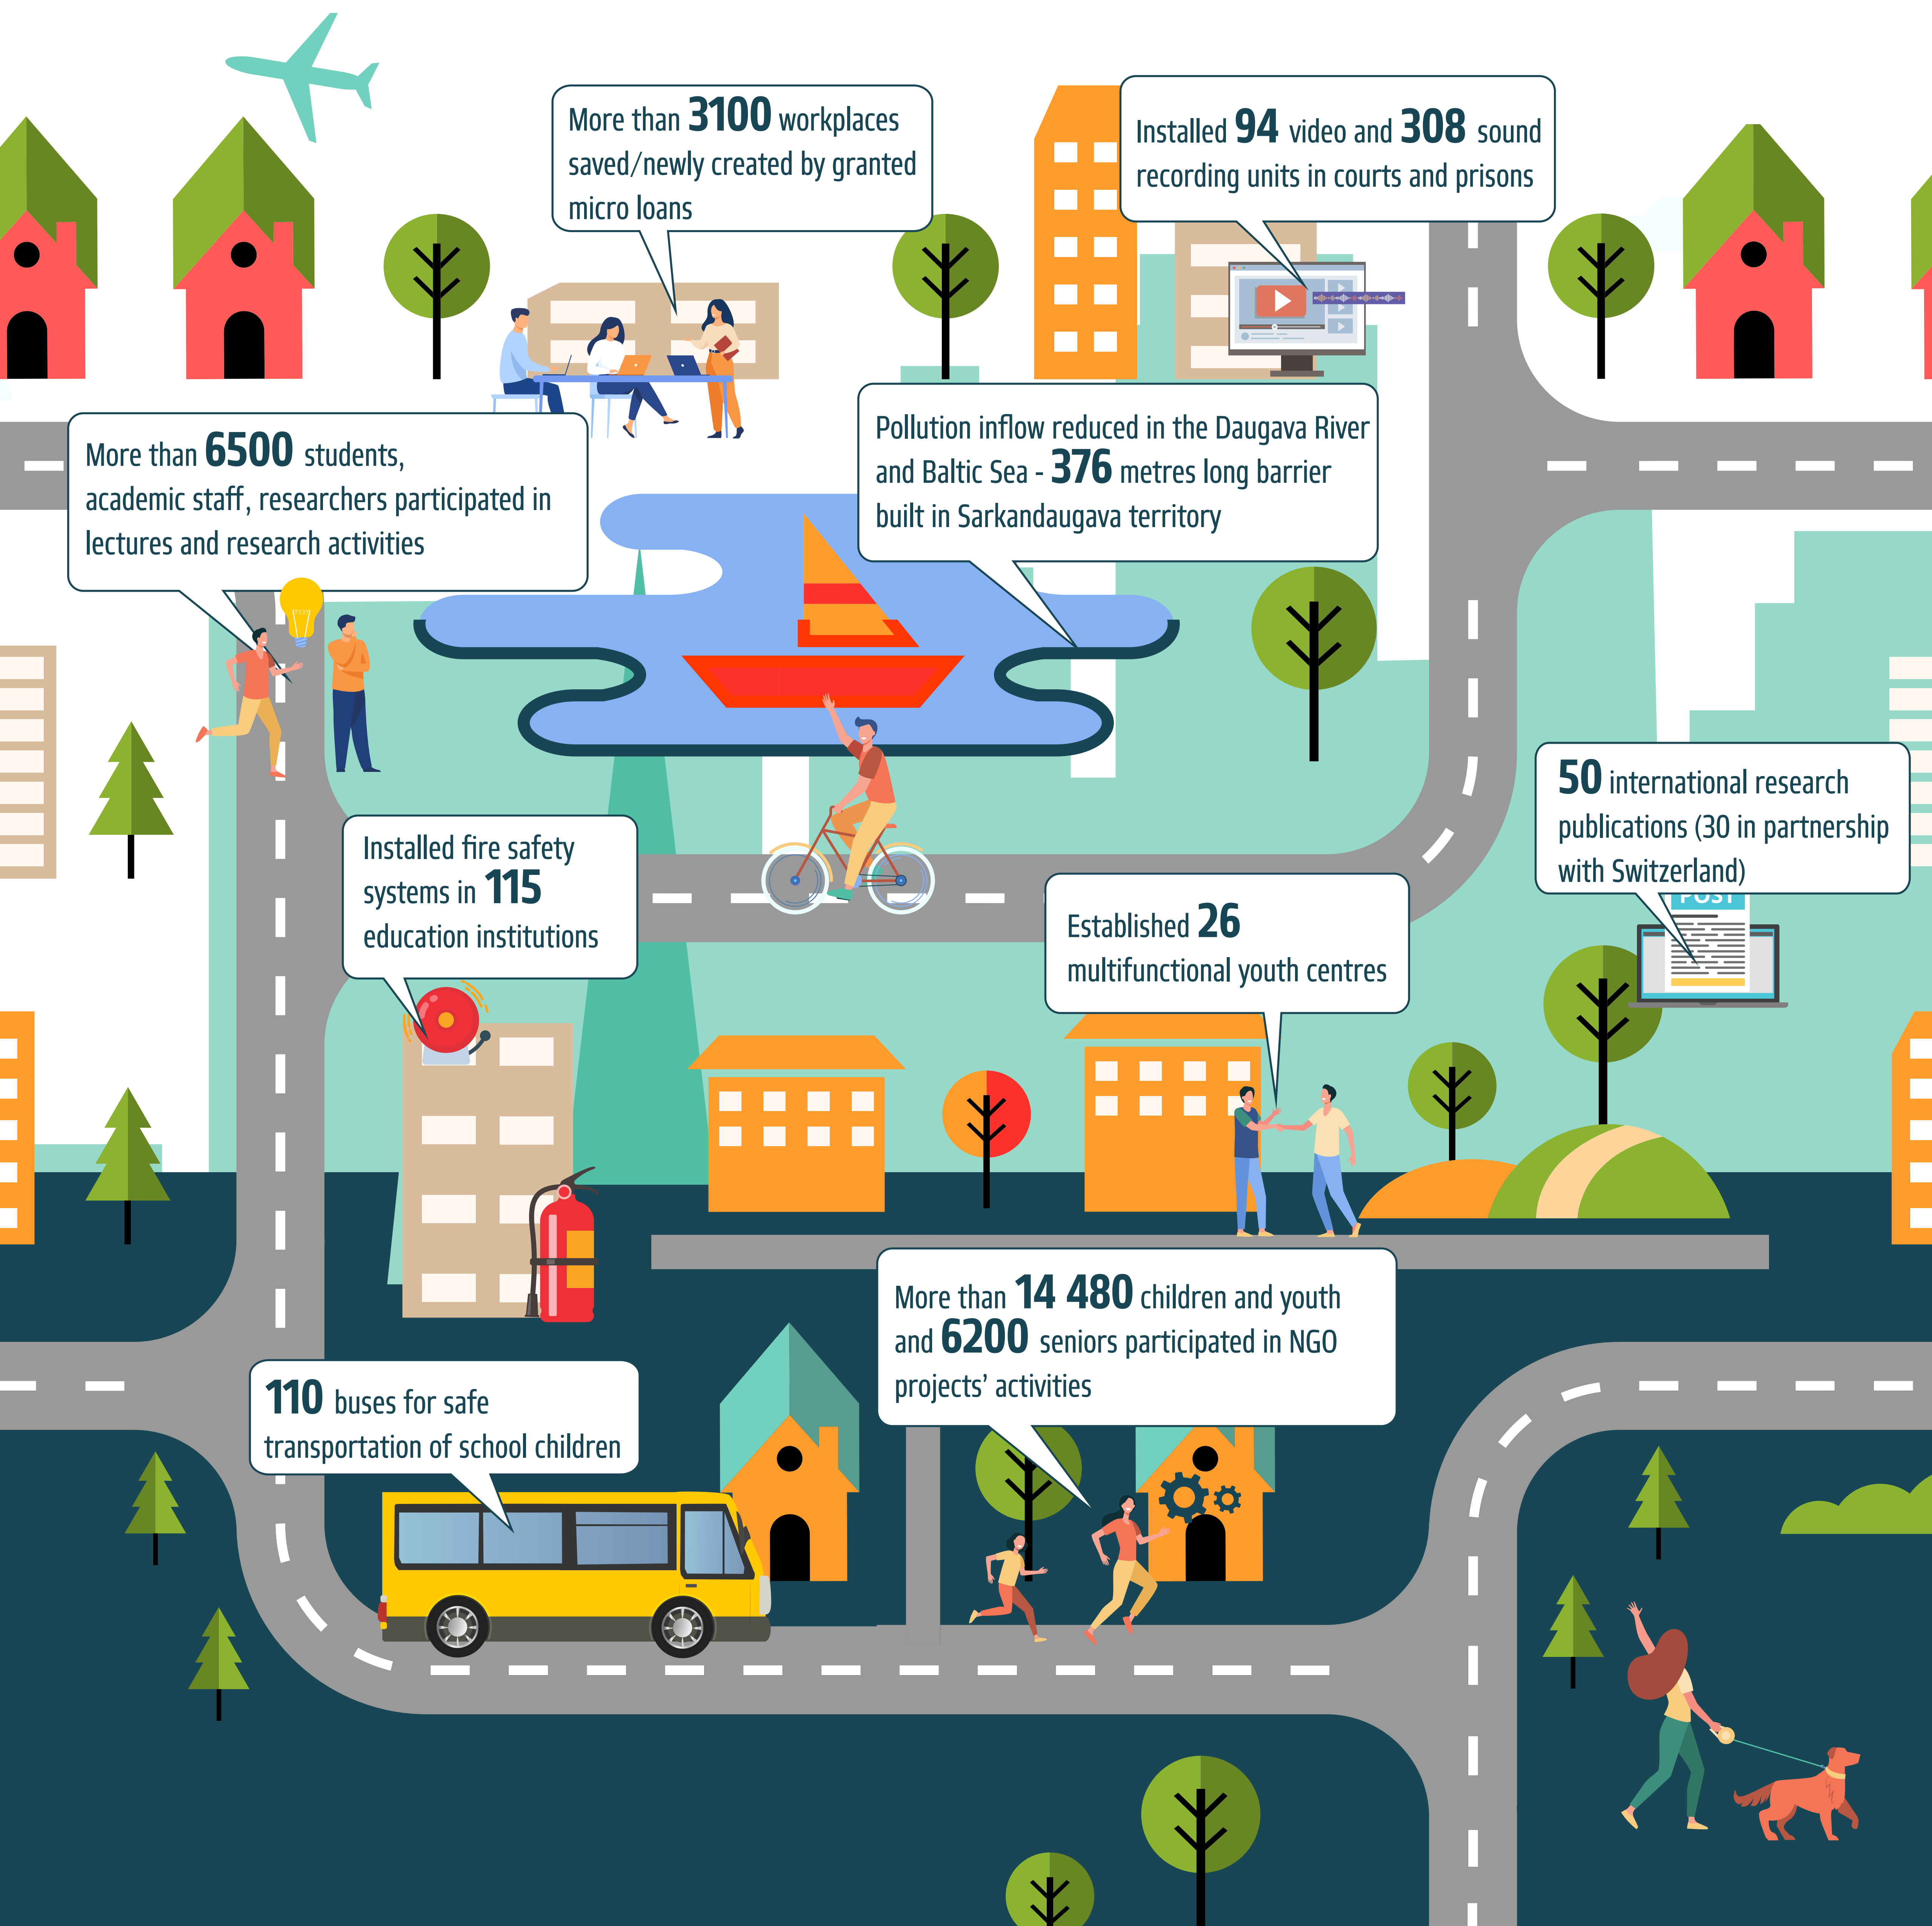 More than 3100 workplaces
saved/newly created by granted
micro loans
Installed 94 video and 308 sound
recording units in courts and prisons
More than 6500 students,
academic staff, researchers participated in
lectures and research activities
Pollution inflow reduced in the Daugava River
and Baltic Sea - 376 metres long barrier
built in Sarkandaugava territory
50 international research
publications (30 in partnership
with Switzerland)
POST
Installed fire safety
systems in 115
education institutions
Established 26
multifunctional youth centres
More than 14 480 children and youth
and 6200 seniors participated in NGO
projects’ activities
110 buses for safe
transportation of school children